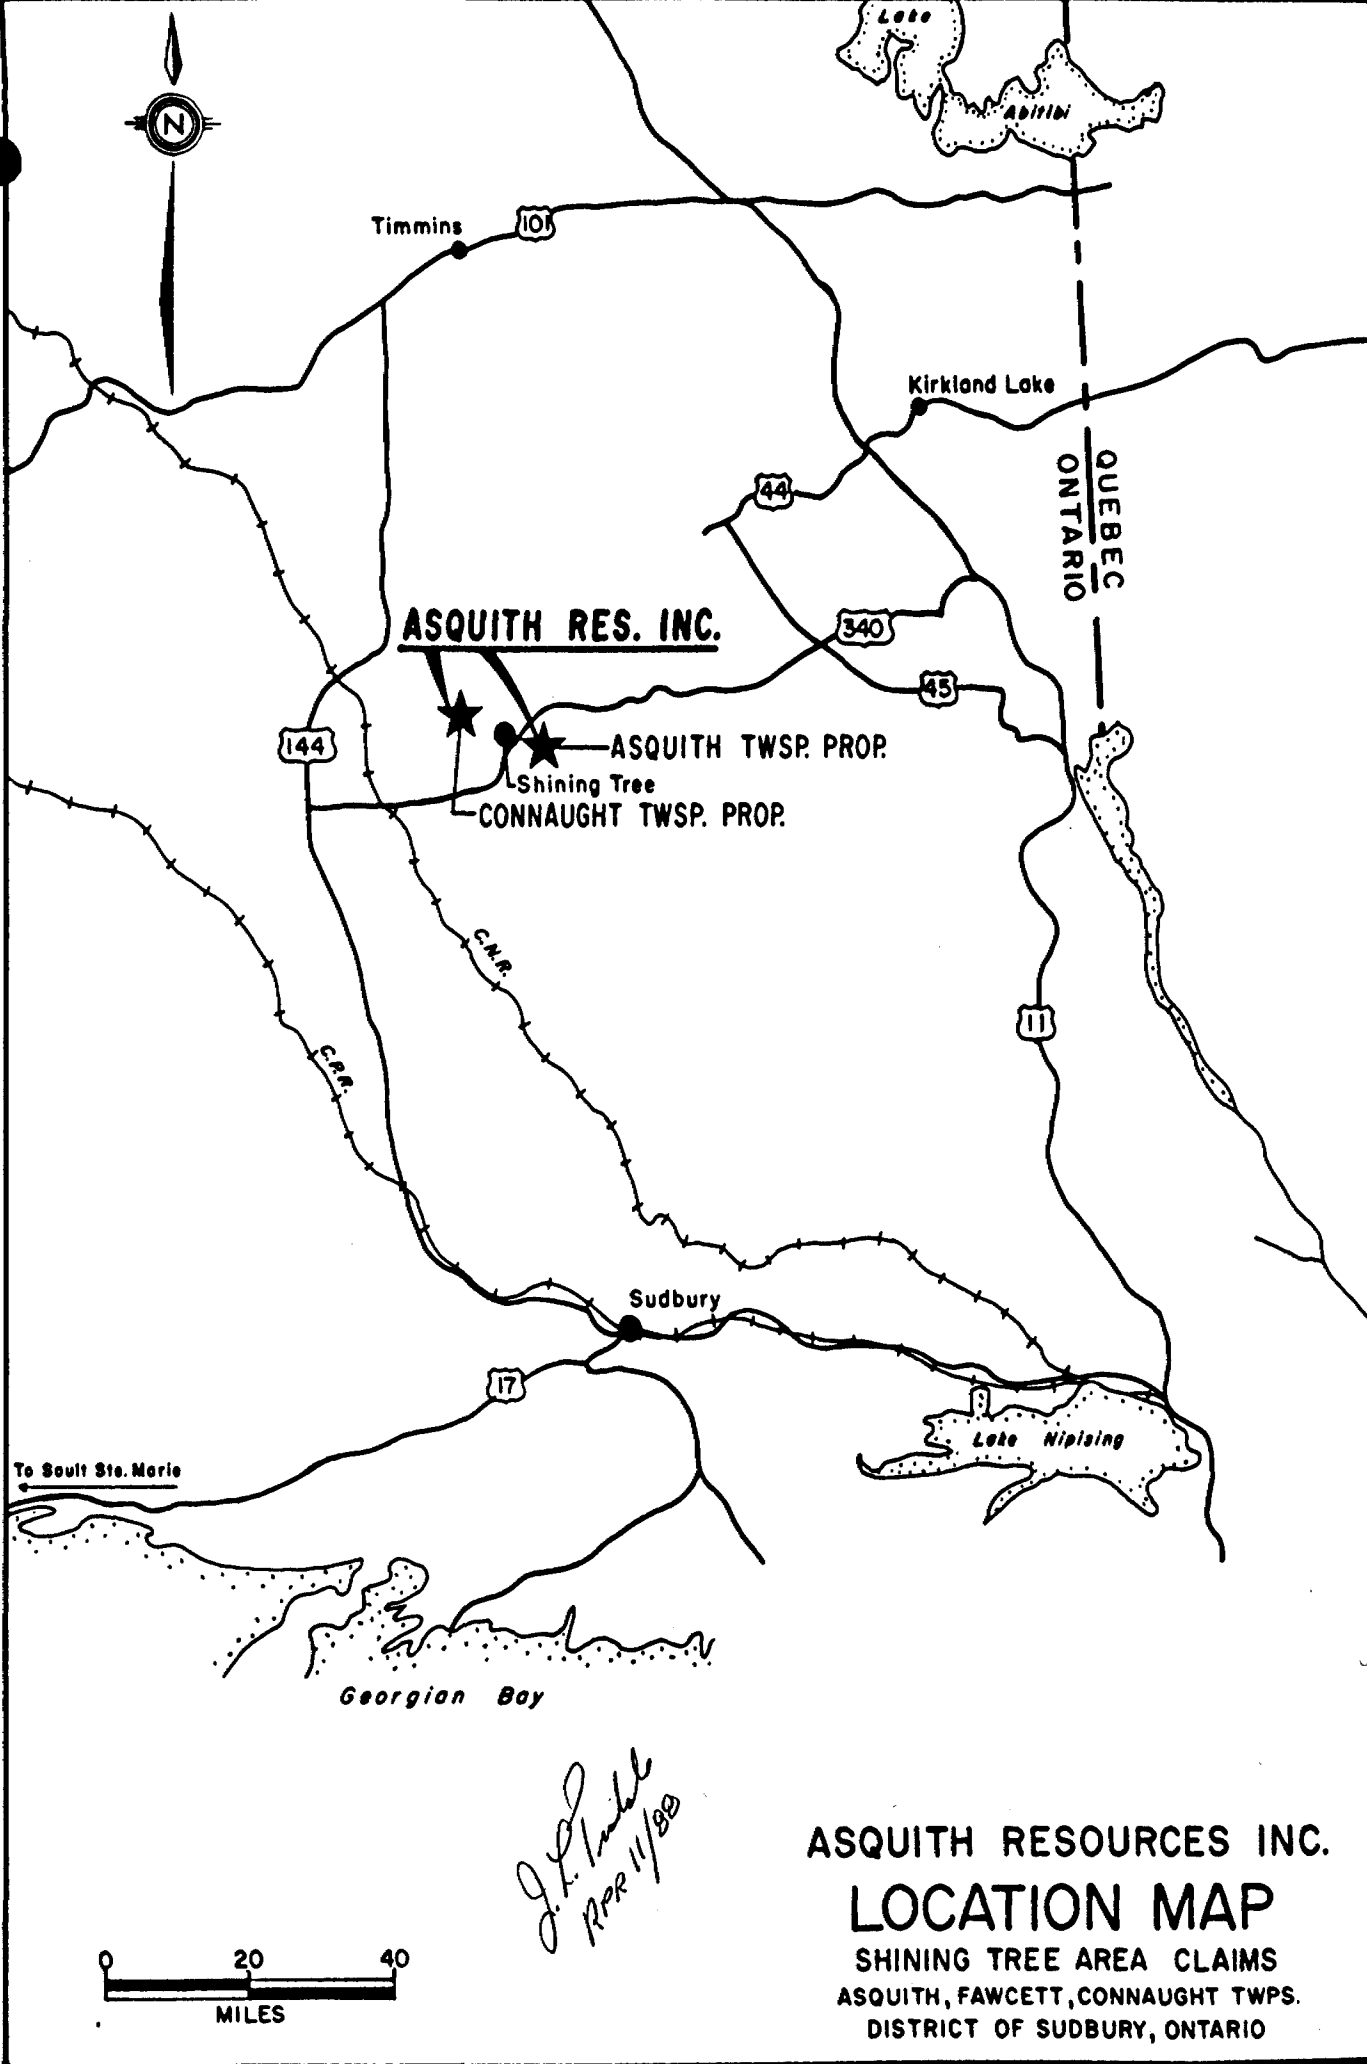 Lake
Abitibi
N
Timmins
101
Kirkland Lake
44
QUEBEC
ONTARIO
ASQUITH RES. INC.
340
45
144
ASQUITH TWSP. PROP.
Shining Tree
CONNAUGHT TWSP. PROP.
C.N.R.
11
C.P.R.
Sudbury
17
Lake Nipising
To Sault Ste. Marie
Georgian Bay
APR 11/88
ASQUITH RESOURCES INC.
LOCATION MAP
SHINING TREE AREA CLAIMS
ASQUITH, FAWCETT, CONNAUGHT TWPS.
DISTRICT OF SUDBURY, ONTARIO
0 20 40
MILES